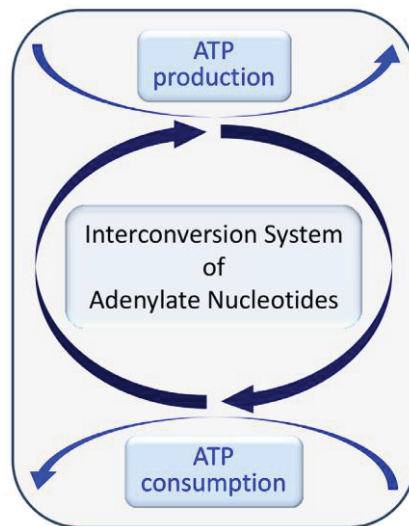 ATP
production
Interconversion System
of
Adenylate Nucleotides
ATP
consumption